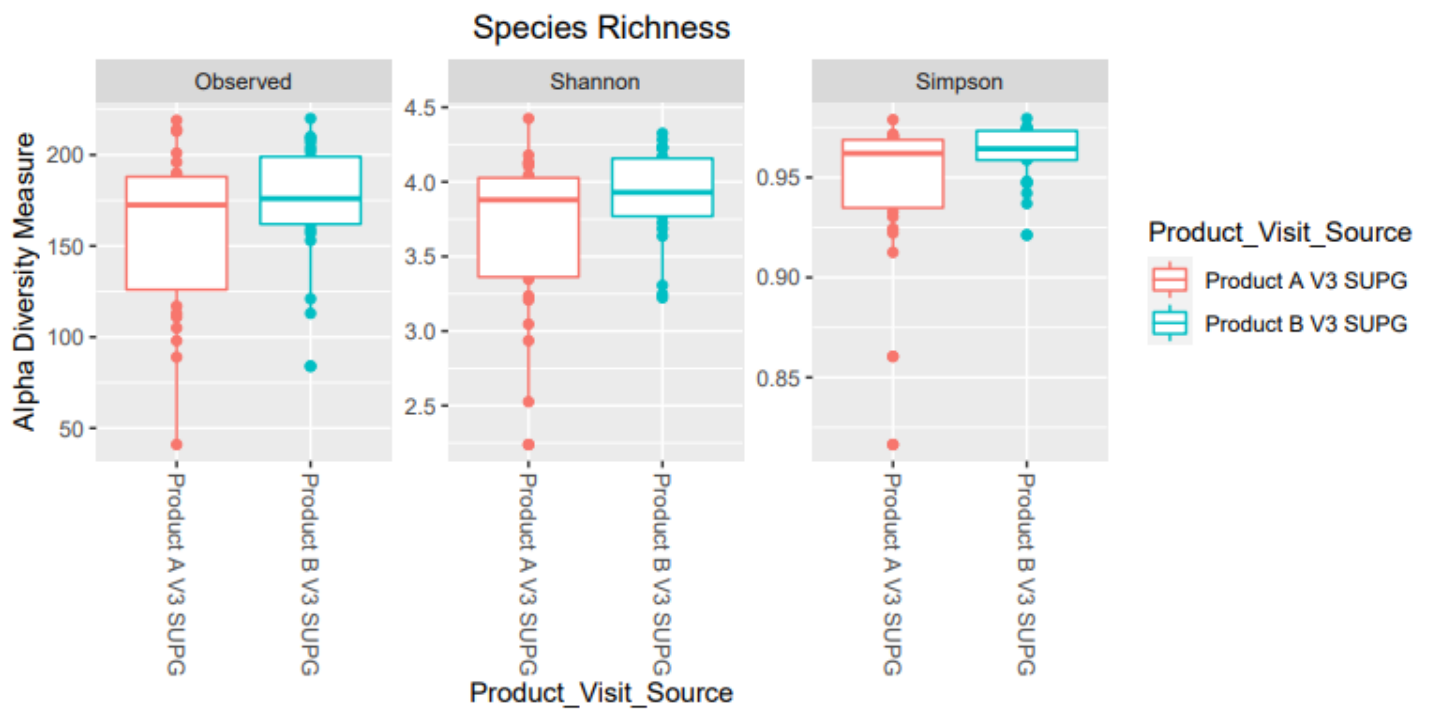 Species Richness
Observed
Shannon
Simpson
Alpha Diversity Measure
200
150
100
50
4.5
4.0
3.5
3.0
2.5
0.95
0.90
0.85
Product A V3 SUPG
Product B V3 SUPG
Product A V3 SUPG
Product B V3 SUPG
Product A V3 SUPG
Product B V3 SUPG
Product_Visit_Source
Product_Visit_Source
Product A V3 SUPG
Product B V3 SUPG